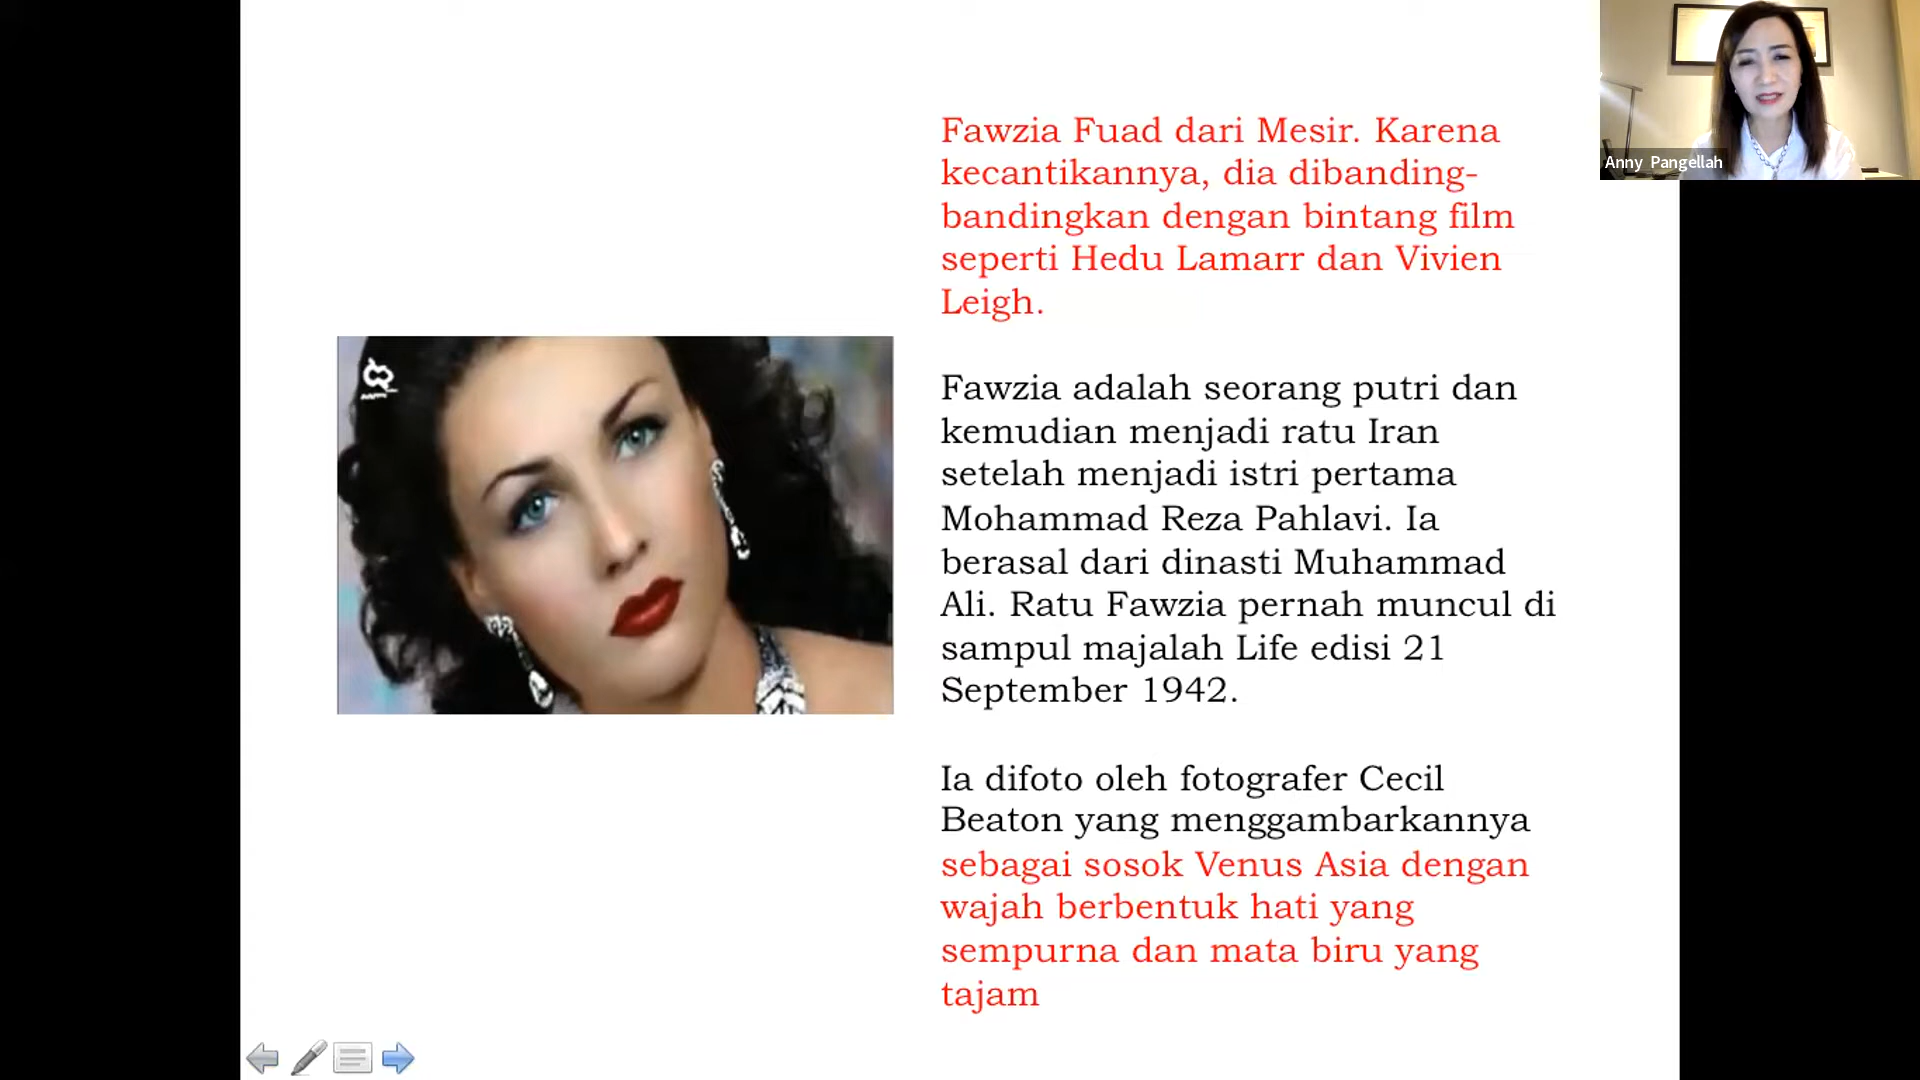 Fawzia Fuad dari Mesir. Karena
kecantikannya, dia dibanding-
bandingkan dengan bintang film
seperti Hedu Lamarr dan Vivien
Leigh.
Fawzia adalah seorang putri dan
kemudian menjadi ratu Iran
setelah menjadi istri pertama
Mohammad Reza Pahlavi. Ia
berasal dari dinasti Muhammad
Ali. Ratu Fawzia pernah muncul di
sampul majalah Life edisi 21
September 1942.
Ia difoto oleh fotografer Cecil
Beaton yang menggambarkannya
sebagai sosok Venus Asia dengan
wajah berbentuk hati yang
sempurna dan mata biru yang
tajam
Anny Pangellah